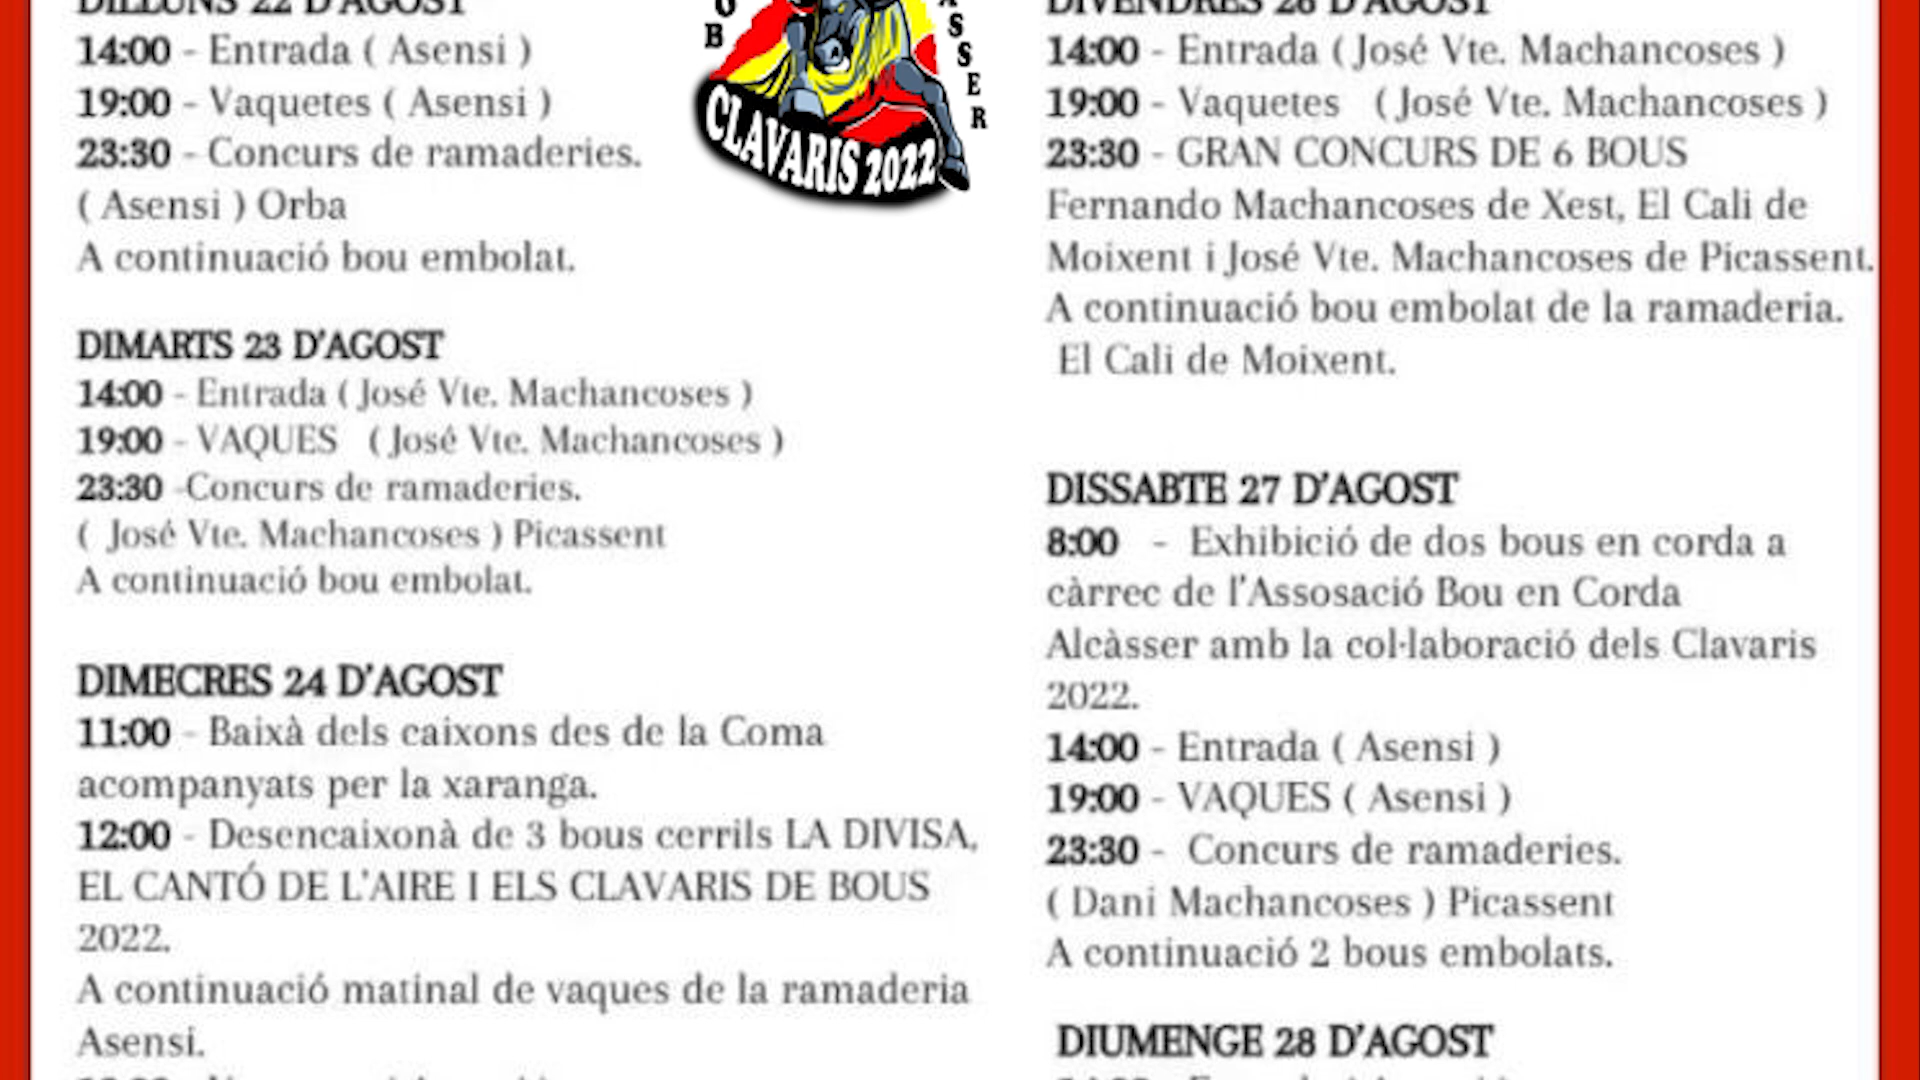 DILLUNS 22 D'AGOST
14:00 - Entrada ( Asensi )
19:00 - Vaquetes ( Asensi )
23:30 - Concurs de ramaderies.
( Asensi ) Orba
A continuació bou embolat.
DIMARTS 23 D'AGOST
14:00 - Entrada ( José Vte. Machancoses )
19:00 - VAQUES ( José Vte. Machancoses )
23:30 -Concurs de ramaderies.
( José Vte. Machancoses ) Picassent
A continuació bou embolat.
DIMECRES 24 D'AGOST
11:00 - Baixà dels caixons des de la Coma
acompanyats per la xaranga.
12:00 - Desencaixonà de 3 bous cerrils LA DIVISA,
EL CANTÓ DE L'AIRE I ELS CLAVARIS DE BOUS
2022.
A continuació matinal de vaques de la ramaderia
Asensi.
CLAVARIS 2022
DIVENDRES 26 D'AGOST
14:00 - Entrada ( José Vte. Machancoses )
19:00 - Vaquetes ( José Vte. Machancoses )
23:30 - GRAN CONCURS DE 6 BOUS
Fernando Machancoses de Xest, El Cali de
Moixent i José Vte. Machancoses de Picassent.
A continuació bou embolat de la ramaderia.
El Cali de Moixent.
DISSABTE 27 D'AGOST
8:00 - Exhibició de dos bous en corda a
càrrec de l'Assosació Bou en Corda
Alcàsser amb la col·laboració dels Clavaris
2022.
14:00 - Entrada ( Asensi )
19:00 - VAQUES ( Asensi )
23:30 - Concurs de ramaderies.
( Dani Machancoses ) Picassent
A continuació 2 bous embolats.
DIUMENGE 28 D'AGOST